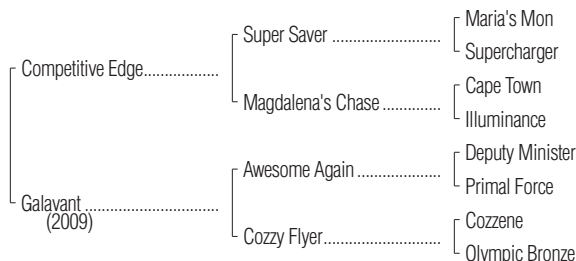 Maria's Mon
Super Saver ........................
Supercharger
Competitive Edge................
Cape Town
Magdalena's Chase .............
Illuminance
Deputy Minister
Awesome Again ..................
Primal Force
Galavant ............................
(2009)
Cozzene
Cozzy Flyer.........................
Olympic Bronze